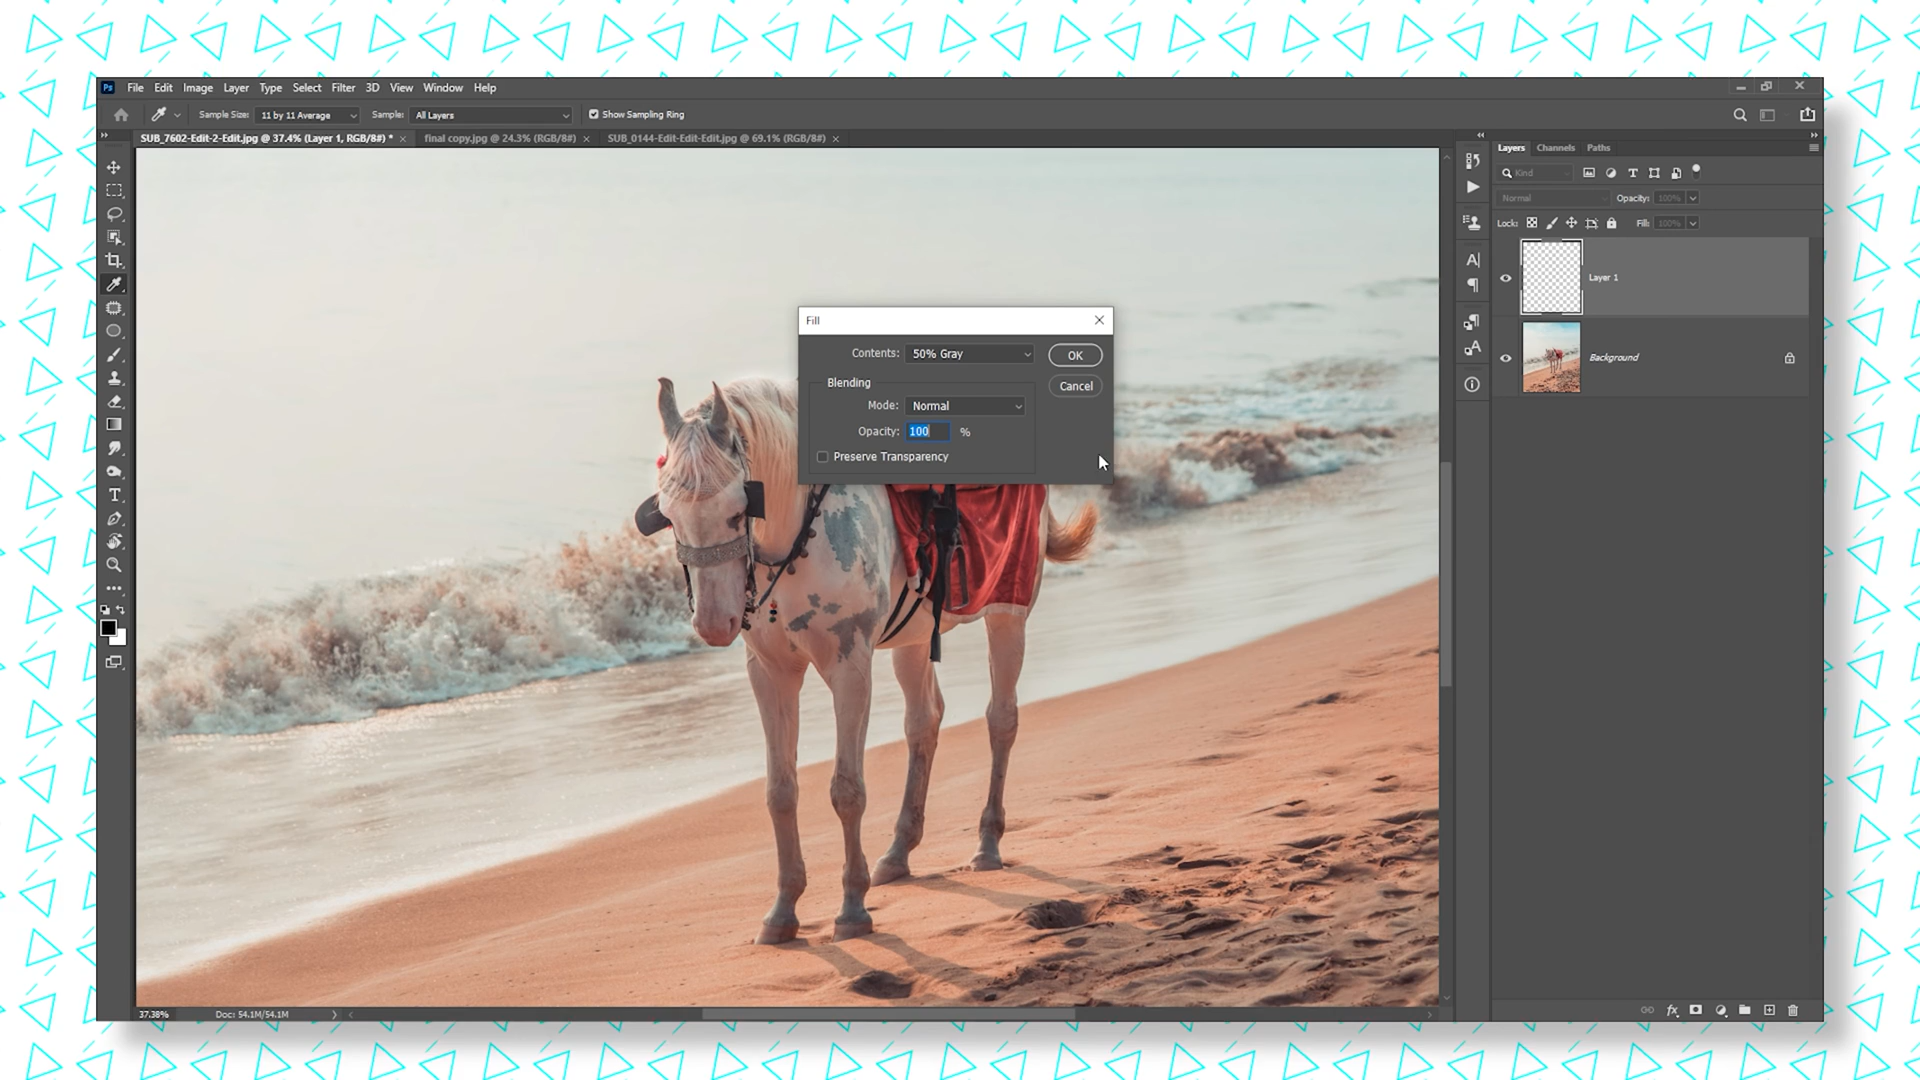 Ps File Edit Image Layer Type Select Filter 3D View Window Help
Sample Size: 11 by 11 Average Sample: All Layers Show Sampling Ring
SUB_7602-Edit-2-Edit.jpg @ 37.4% (Layer 1, RGB/8#) * final copy.jpg @ 24.3% (RGB/8#) SUB_0144-Edit-Edit-Edit.jpg @ 69.1% (RGB/8#)
Layers Channels Paths
Kind
Normal Opacity: 100%
Lock: Fill: 100%
Layer 1
Background
Fill
Contents: 50% Gray OK
Blending Cancel
Mode: Normal
Opacity: 100 %
Preserve Transparency
37.38% Doc: 54.1M/54.1M